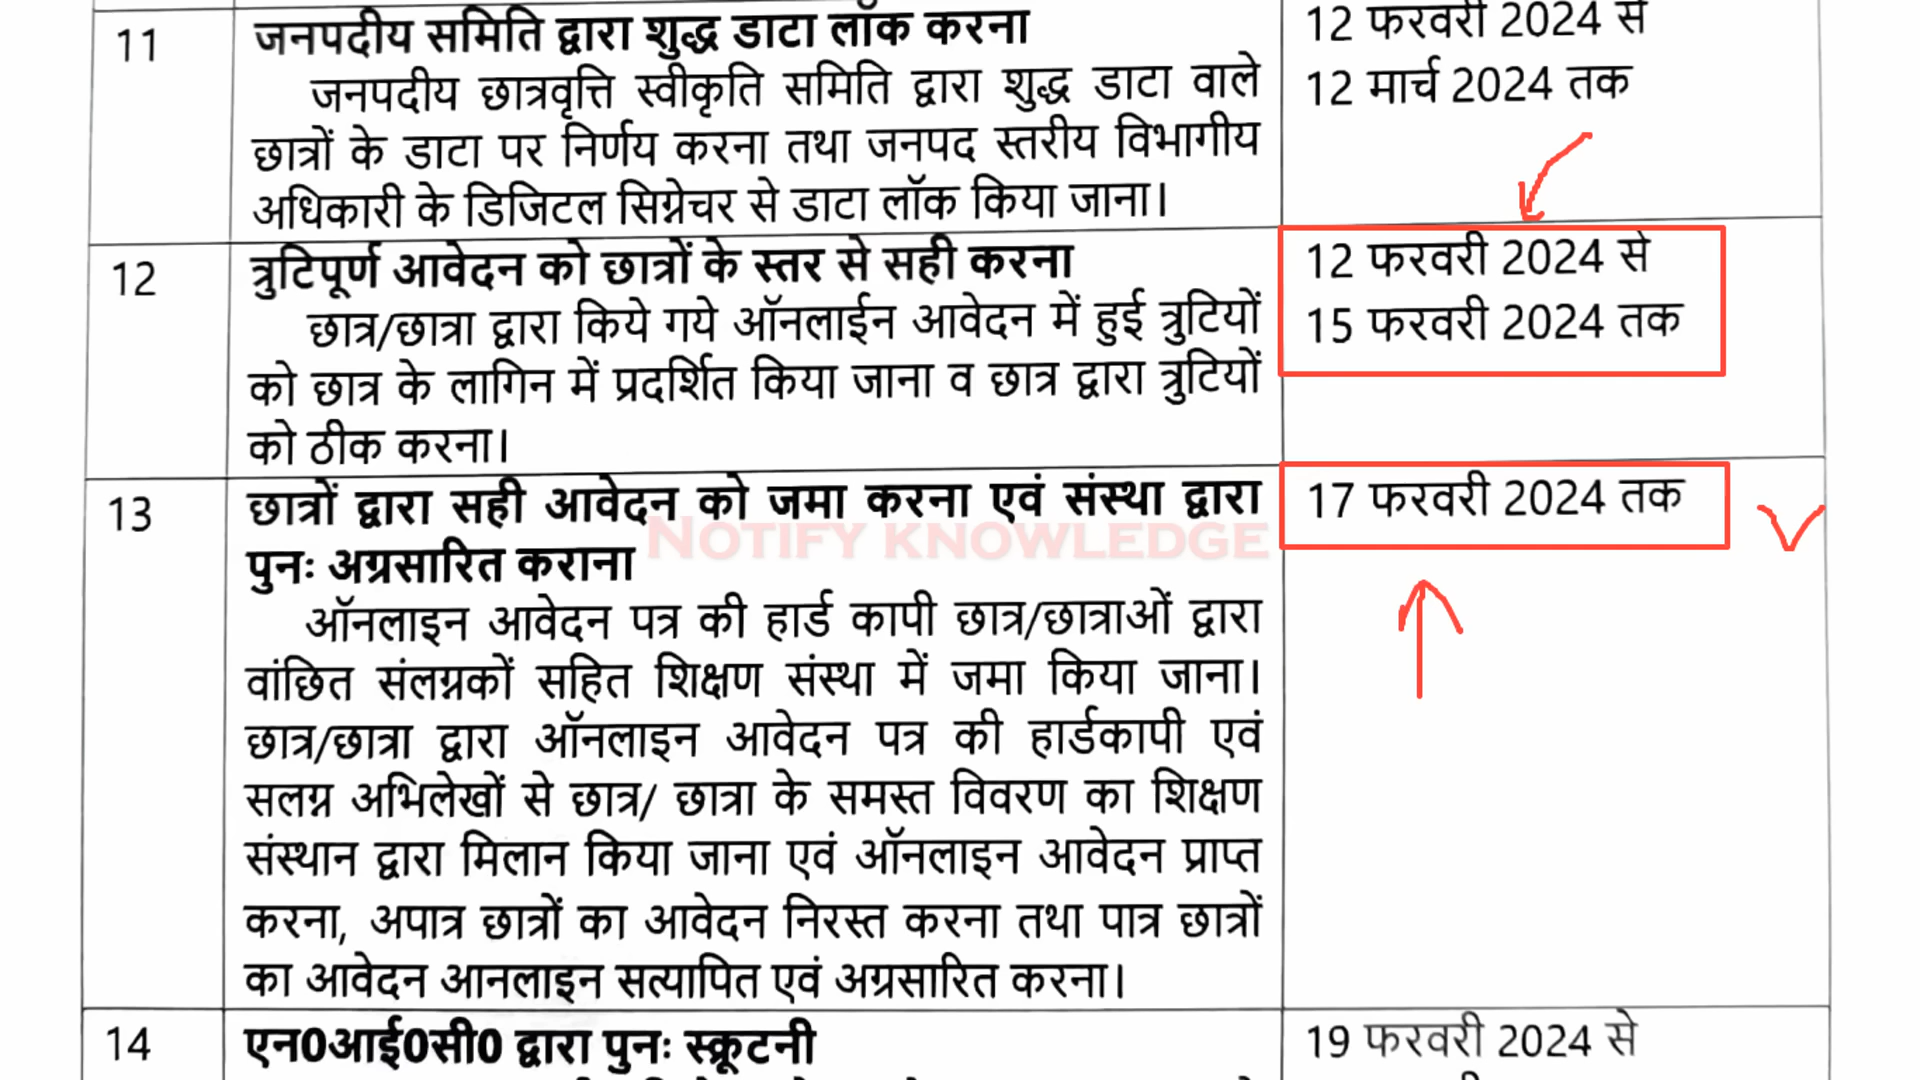 11
जनपदीय समिति द्वारा शुद्ध डाटा लॉक करना
जनपदीय छात्रवृत्ति स्वीकृति समिति द्वारा शुद्ध डाटा वाले
छात्रों के डाटा पर निर्णय करना तथा जनपद स्तरीय विभागीय
अधिकारी के डिजिटल सिग्नेचर से डाटा लॉक किया जाना।
12 फरवरी 2024 से
12 मार्च 2024 तक
12
त्रुटिपूर्ण आवेदन को छात्रों के स्तर से सही करना
छात्र/छात्रा द्वारा किये गये ऑनलाईन आवेदन में हुई त्रुटियों
को छात्र के लागिन में प्रदर्शित किया जाना व छात्र द्वारा त्रुटियों
को ठीक करना।
12 फरवरी 2024 से
15 फरवरी 2024 तक
13
छात्रों द्वारा सही आवेदन को जमा करना एवं संस्था द्वारा
पुनः अग्रसारित कराना
ऑनलाइन आवेदन पत्र की हार्ड कापी छात्र/छात्राओं द्वारा
वांछित संलग्नकों सहित शिक्षण संस्था में जमा किया जाना।
छात्र/छात्रा द्वारा ऑनलाइन आवेदन पत्र की हार्डकापी एवं
सलग्न अभिलेखों से छात्र/ छात्रा के समस्त विवरण का शिक्षण
संस्थान द्वारा मिलान किया जाना एवं ऑनलाइन आवेदन प्राप्त
करना, अपात्र छात्रों का आवेदन निरस्त करना तथा पात्र छात्रों
का आवेदन आनलाइन सत्यापित एवं अग्रसारित करना।
17 फरवरी 2024 तक
NOTIFY KNOWLEDGE
14
एन0आई0सी0 द्वारा पुनः स्क्रूटनी
19 फरवरी 2024 से